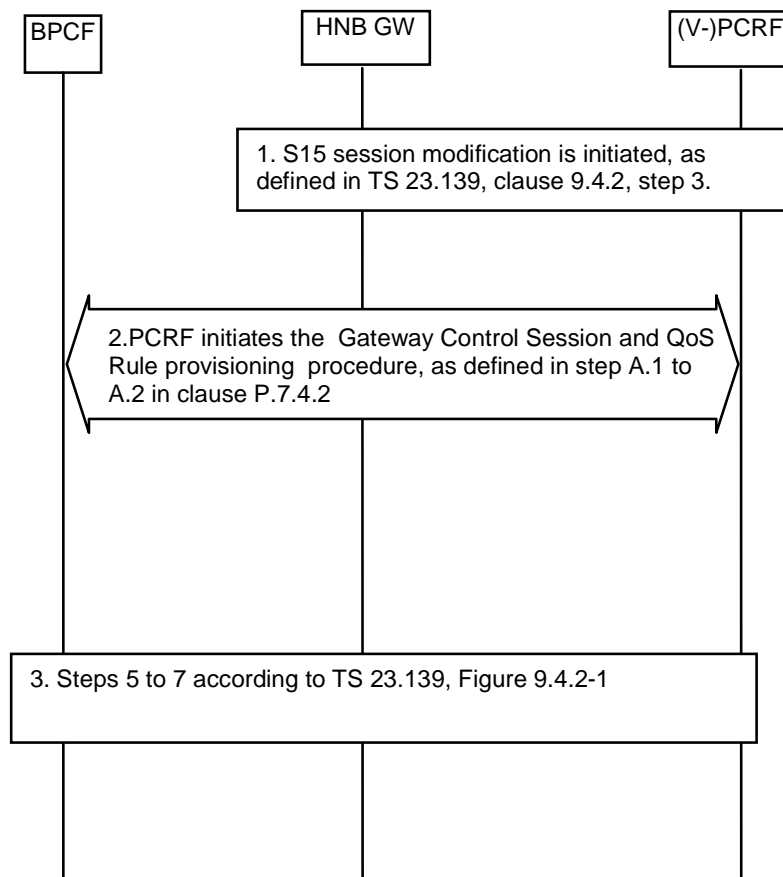 BPCF
HNB GW
(V-)PCRF
1. S15 session modification is initiated, as
defined in TS 23.139, clause 9.4.2, step 3.
2.PCRF initiates the  Gateway Control Session and QoS
Rule provisioning  procedure, as defined in step A.1 to
A.2 in clause P.7.4.2
3. Steps 5 to 7 according to TS 23.139, Figure 9.4.2-1